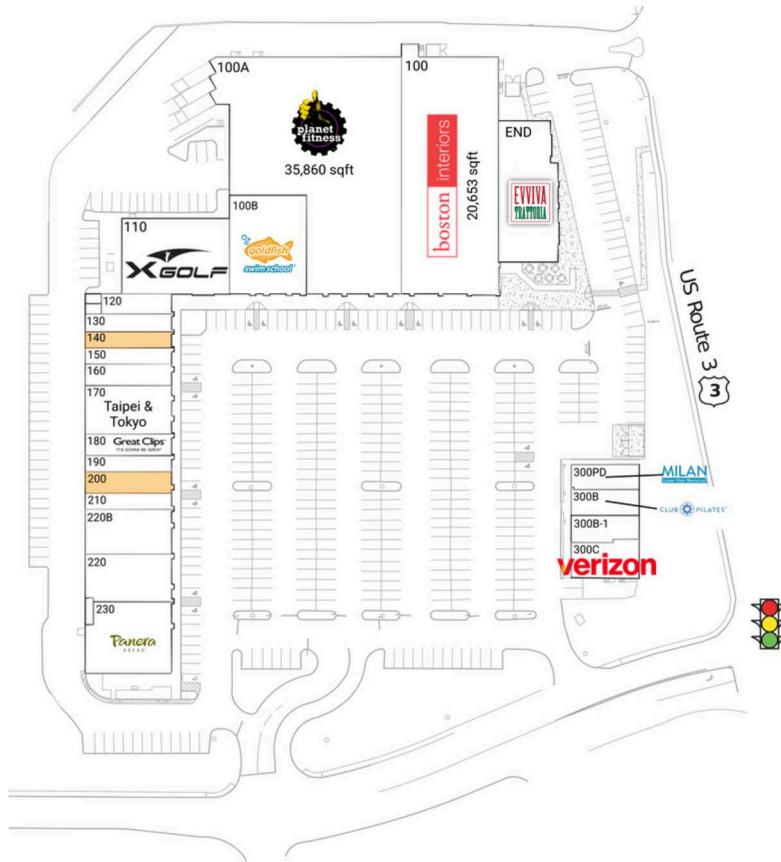 100A
planet
fitness
35,860 sqft
100
boston interiors
20,653 sqft
END
EVVIVA
TRATTORIA
100B
goldfish
swim school
110
XGOLF
120
130
140
150
160
170
Taipei &
Tokyo
180 Great Clips
IT'S GONNA BE GREAT
190
200
210
220B
220
230
Panera
BREAD
US Route 3
3
300PD
MILAN
300B
CLUB PILATES
300B-1
300C
verizon